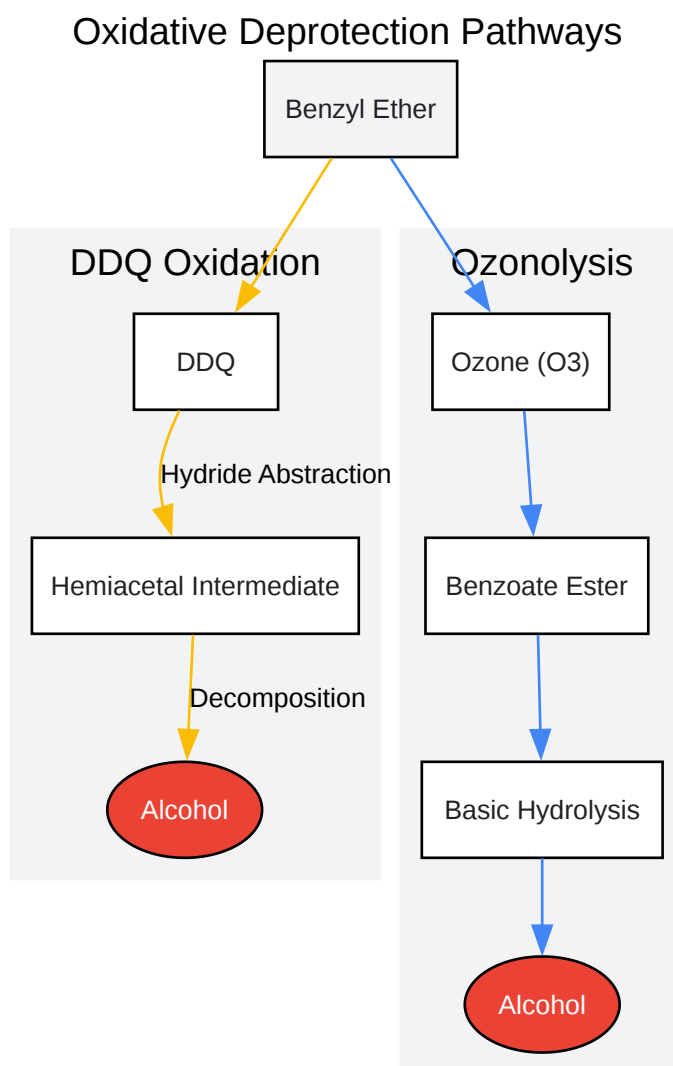 Oxidative Deprotection Pathways
Benzyl Ether
DDQ Oxidation
DDQ
Hydride Abstraction
Hemiacetal Intermediate
Decomposition
Alcohol
Ozonolysis
Ozone (O3)
Benzoate Ester
Basic Hydrolysis
Alcohol